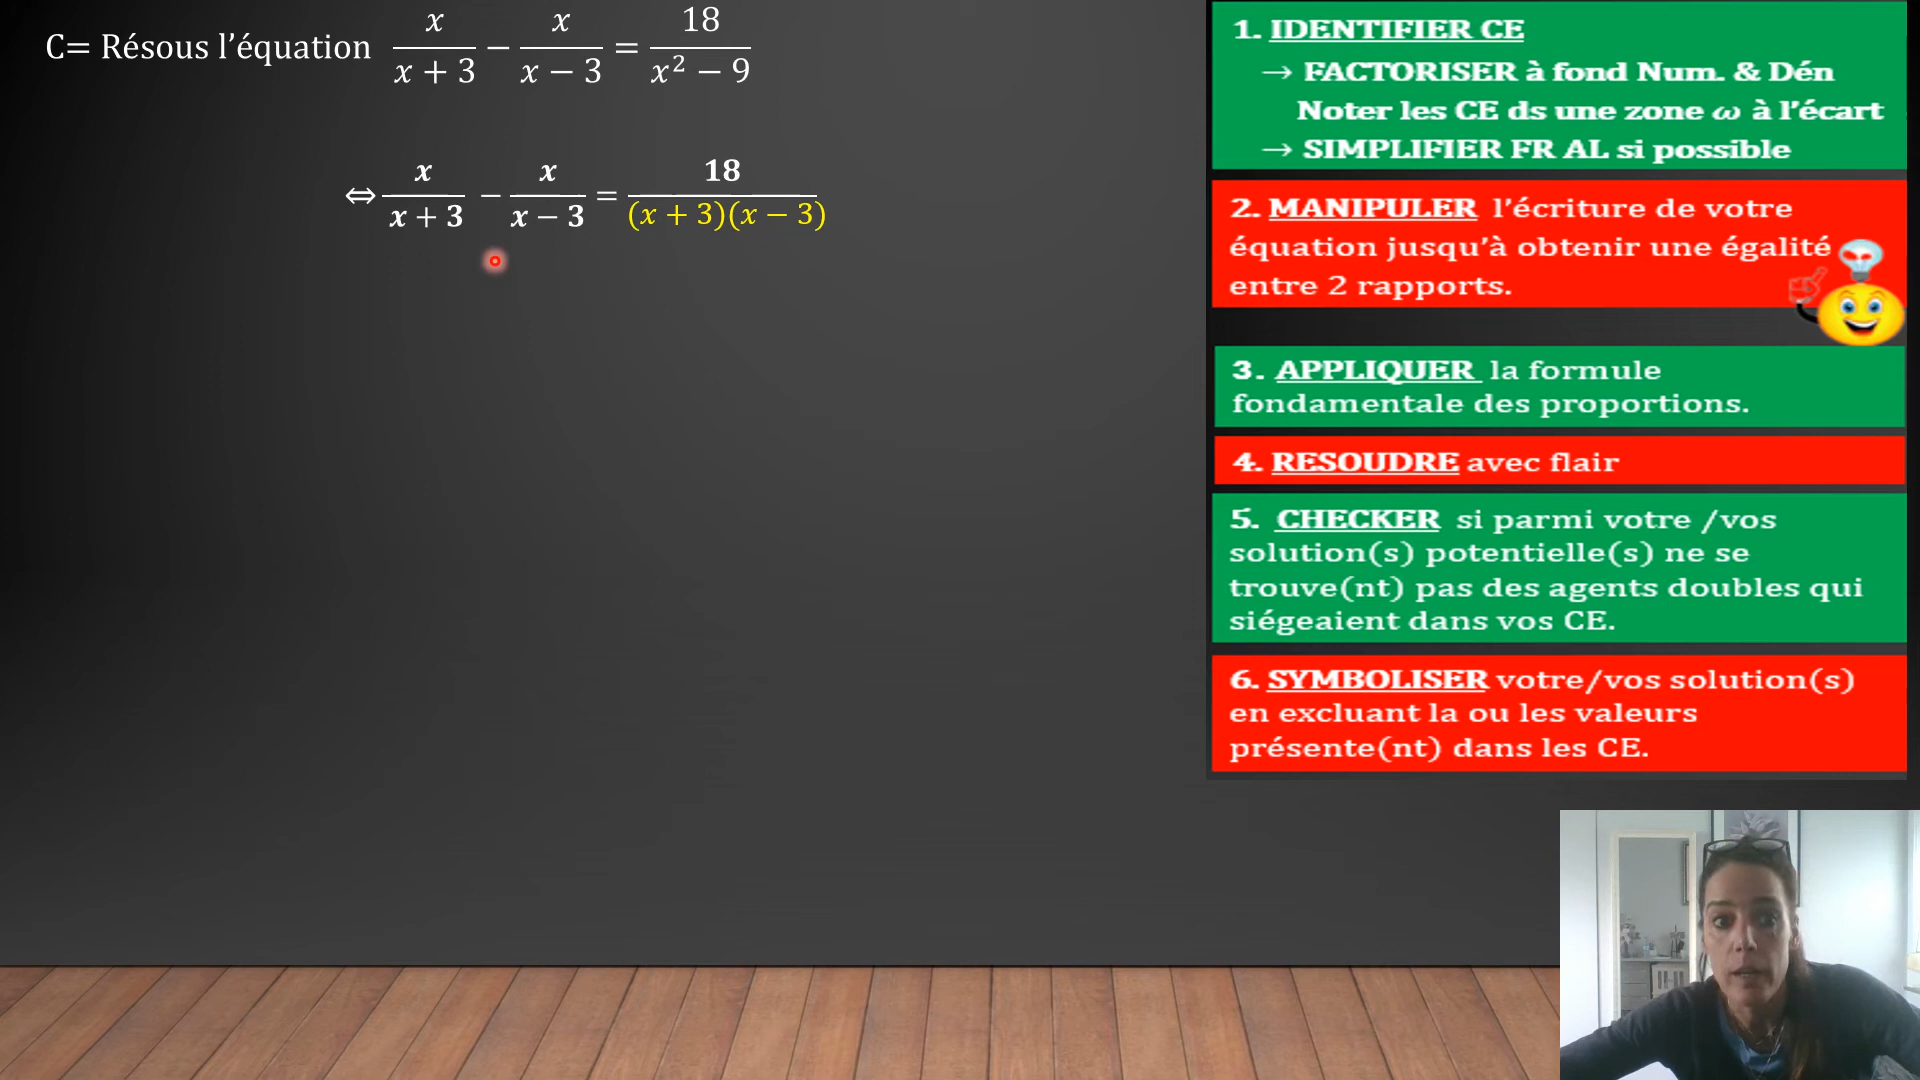 C= Résous l’équation x/(x + 3) − x/(x − 3) = 18/(x² − 9)
⇔ x/(x + 3) − x/(x − 3) = 18/((x + 3)(x − 3))
1. IDENTIFIER CE
→ FACTORISER à fond Num. & Dén
Noter les CE ds une zone ω à l’écart
→ SIMPLIFIER FR AL si possible
2. MANIPULER l’écriture de votre
équation jusqu’à obtenir une égalité
entre 2 rapports.
3. APPLIQUER la formule
fondamentale des proportions.
4. RESOUDRE avec flair
5. CHECKER si parmi votre /vos
solution(s) potentielle(s) ne se
trouve(nt) pas des agents doubles qui
siégeaient dans vos CE.
6. SYMBOLISER votre/vos solution(s)
en excluant la ou les valeurs
présente(nt) dans les CE.